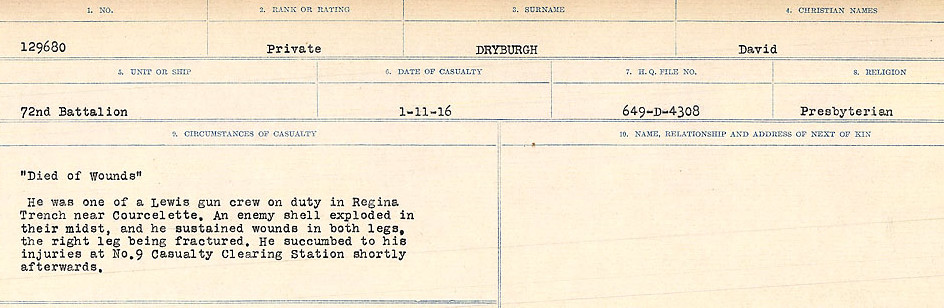 1. NO. 2. RANK OR RATING 3. SURNAME 4. CHRISTIAN NAMES
129680 Private DRYBURGH David
5. UNIT OR SHIP 6. DATE OF CASUALTY 7. H.Q. FILE NO. 8. RELIGION
72nd Battalion 1-11-16 649-D-4308 Presbyterian
9. CIRCUMSTANCES OF CASUALTY 10. NAME, RELATIONSHIP AND ADDRESS OF NEXT OF KIN
"Died of Wounds"
He was one of a Lewis gun crew on duty in Regina
Trench near Courcelette. An enemy shell exploded in
their midst, and he sustained wounds in both legs,
the right leg being fractured. He succumbed to his
injuries at No.9 Casualty Clearing Station shortly
afterwards.